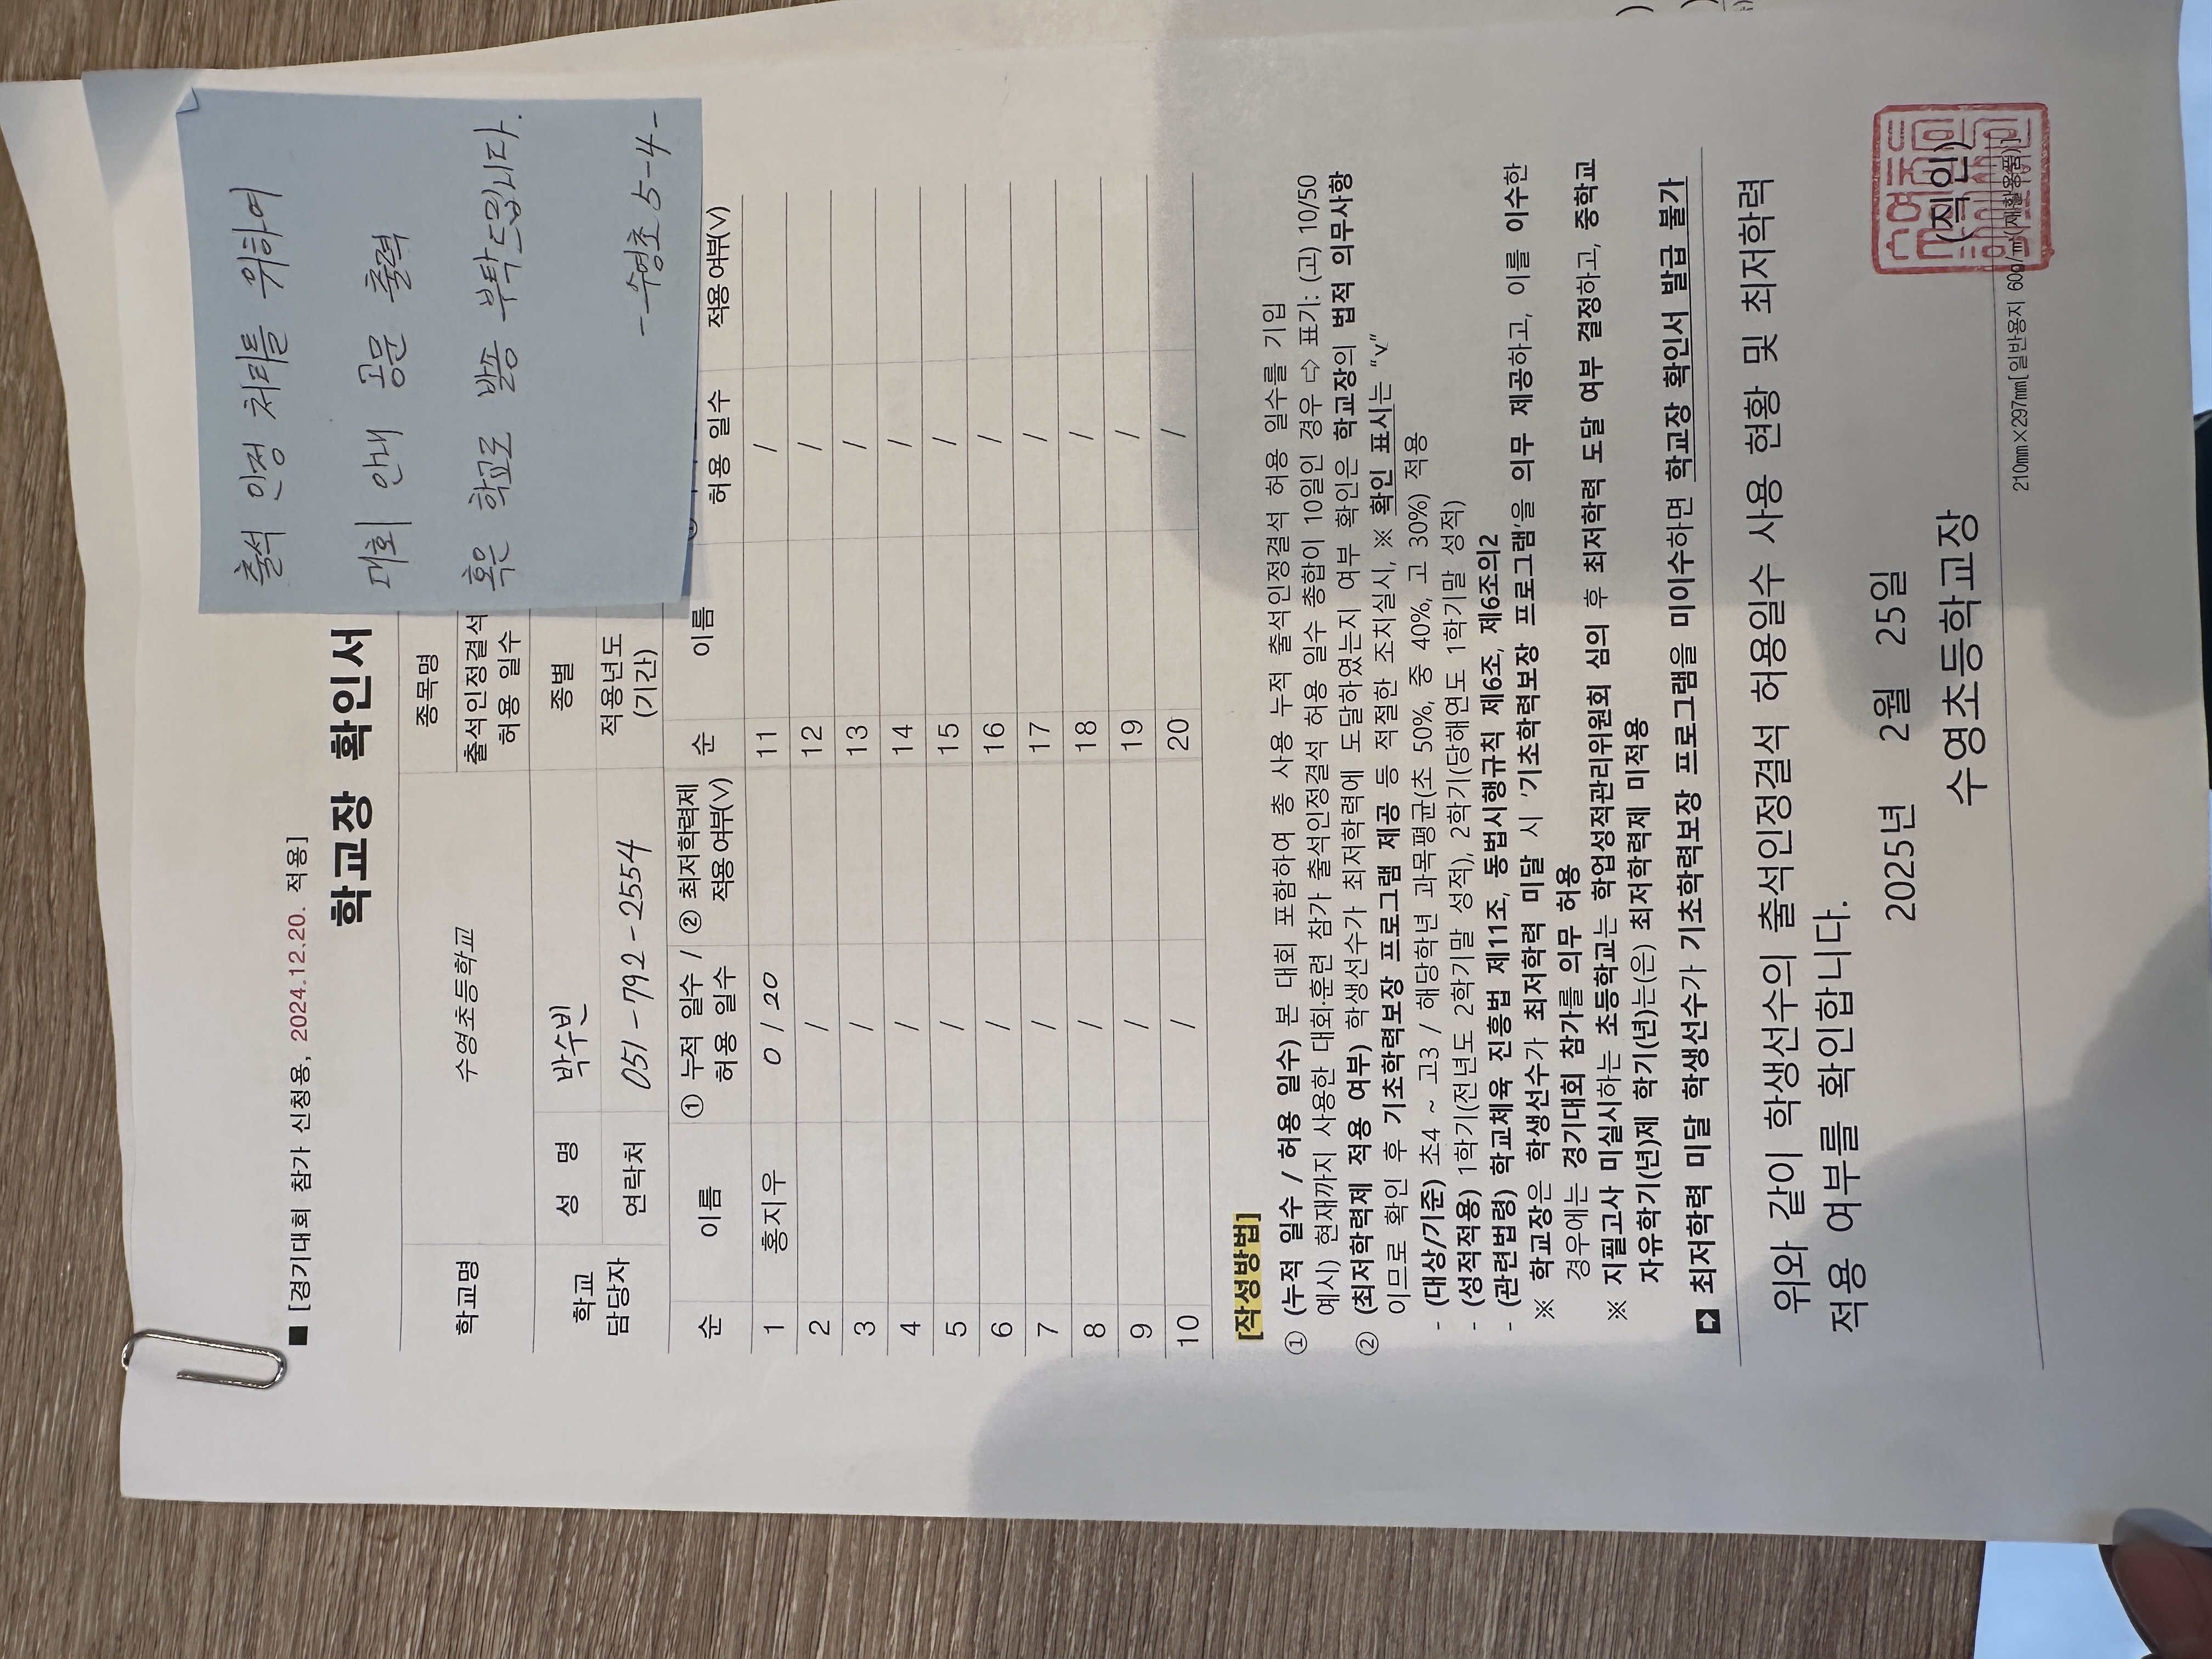 출석 인정 처리를 위하여
대회 안내 공문 출력
혹은 학교로 발송 부탁드립니다.
-수영초 5-4-
■ [경기대회 참가 신청용, 2024.12.20. 적용]
학교장 확인서
학교명 수영초등학교 종목명
출석인정결석
허용 일수
학교
담당자
성 명 박수빈 종별
연락처 051-792-2554 적용년도
(기간)
순 이름 ① 누적 일수 /
허용 일수 ② 최저학력제
적용 여부(V) 순 이름 허용 일수 적용 여부(V)
1 홍지우 0 / 20 11 /
2 / 12 /
3 / 13 /
4 / 14 /
5 / 15 /
6 / 16 /
7 / 17 /
8 / 18 /
9 / 19 /
10 / 20 /
[작성방법]
① (누적 일수 / 허용 일수) 본 대회 포함하여 총 사용 누적 출석인정결석 허용 일수를 기입
예시) 현재까지 사용한 대회·훈련 참가 출석인정결석 허용 일수 총합이 10일인 경우 ⇨ 표기: (고) 10/50
② (최저학력제 적용 여부) 학생선수가 최저학력에 도달하였는지 여부 확인은 학교장의 법적 의무사항
이므로 확인 후 기초학력보장 프로그램 제공 등 적절한 조치실시, ※ 확인 표시는 "v"
- (대상/기준) 초4 ~ 고3 / 해당학년 과목평균(초 50%, 중 40%, 고 30%) 적용
- (성적적용) 1학기(전년도 2학기말 성적), 2학기(당해연도 1학기말 성적)
- (관련법령) 학교체육 진흥법 제11조, 동법시행규칙 제6조, 제6조의2
※ 학교장은 학생선수가 최저학력 미달 시 '기초학력보장 프로그램'을 의무 제공하고, 이를 이수한
경우에는 경기대회 참가를 의무 허용
※ 지필고사 미실시하는 초등학교는 학업성적관리위원회 심의 후 최저학력 도달 여부 결정하고, 중학교
자유학기(년)제 학기(년)는(은) 최저학력제 미적용
최저학력 미달 학생선수가 기초학력보장 프로그램을 미이수하면 학교장 확인서 발급 불가
위와 같이 학생선수의 출석인정결석 허용일수 사용 현황 및 최저학력
적용 여부를 확인합니다.
2025년 2월 25일
수영초등학교장 (직인)
210mm×297mm[일반용지 60g/㎡(재활용품)]